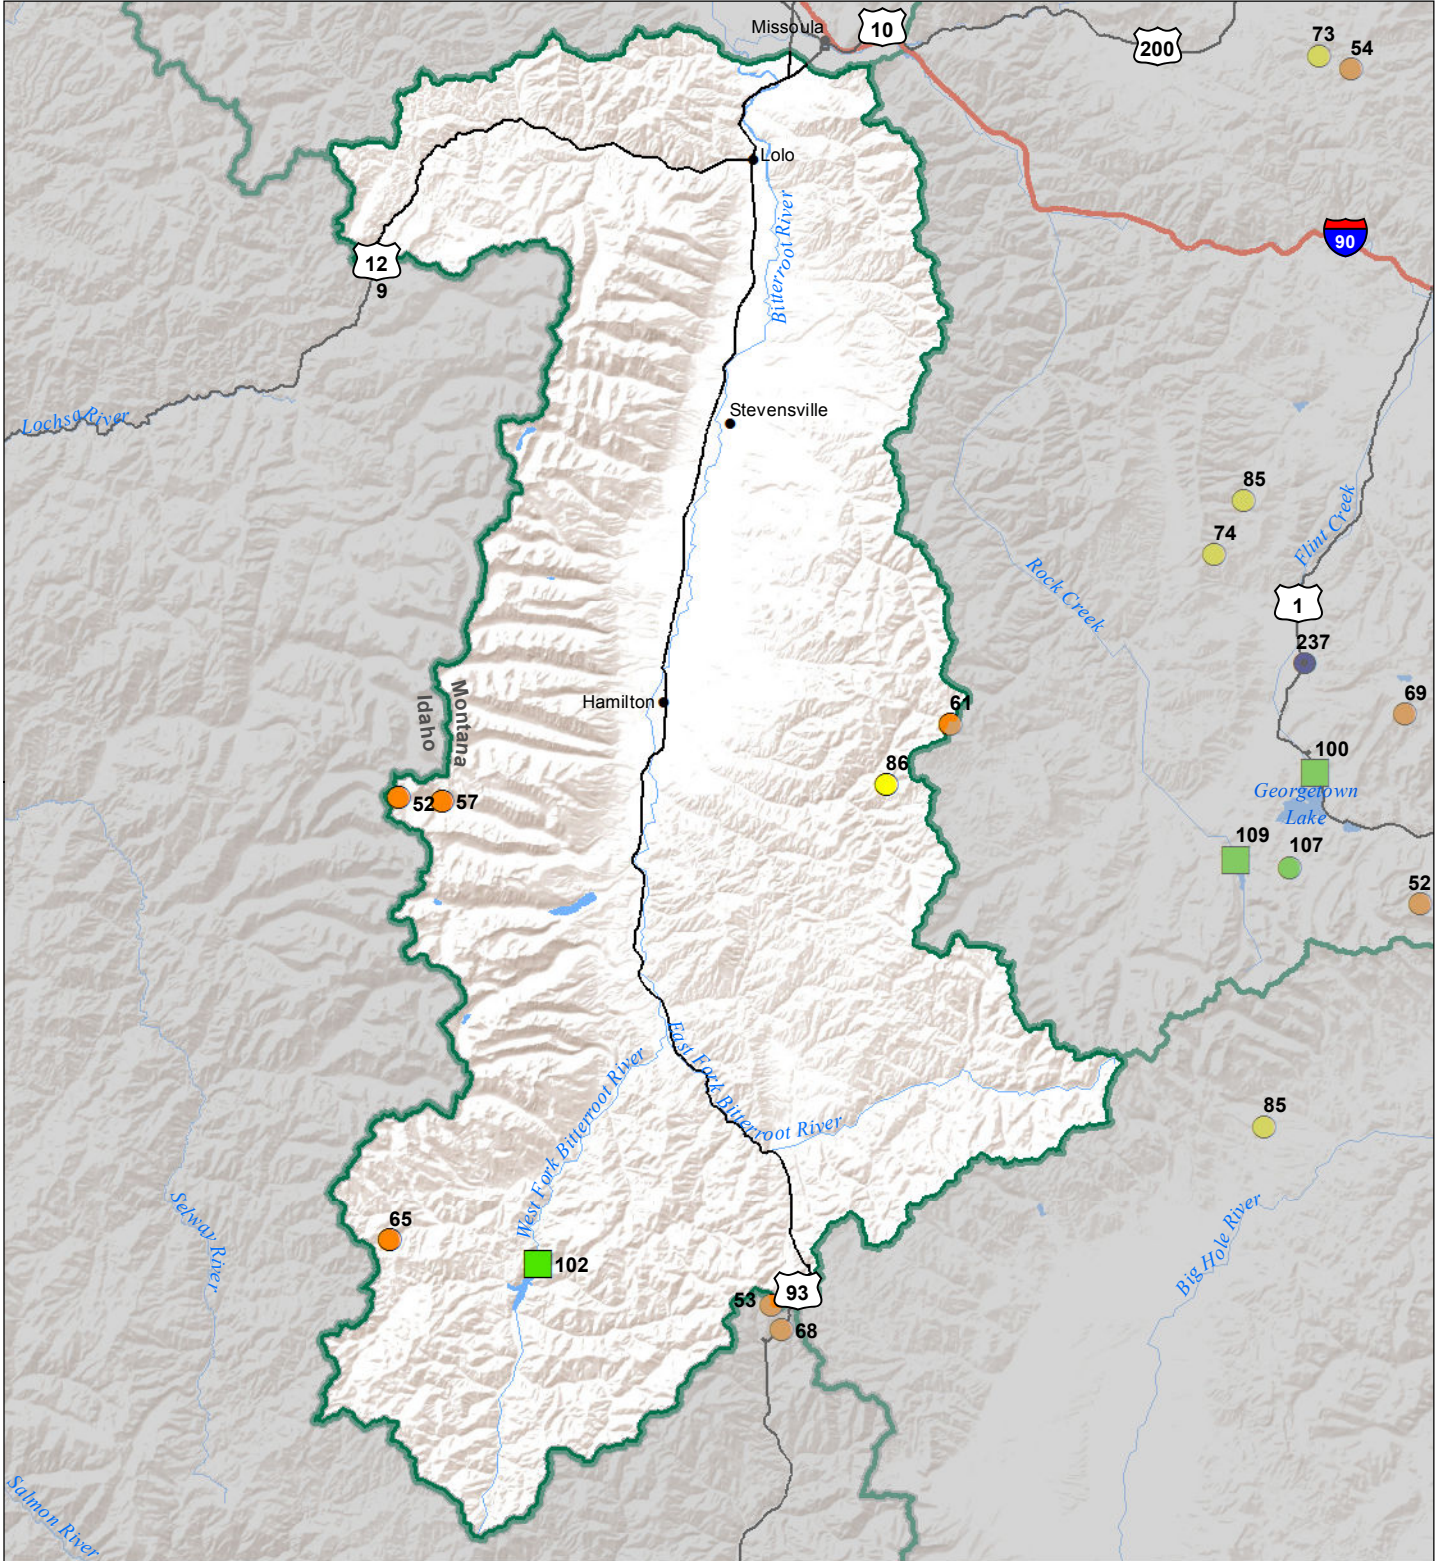 Missoula
10
200
73
54
Lolo
Bitterroot River
12
9
90
Lochsa River
Stevensville
85
74
Flint Creek
Rock Creek
1
237
Montana
Idaho
Hamilton
61
69
86
100
52
57
Georgetown
Lake
109
107
52
East Fork Bitterroot River
West Fork Bitterroot River
85
Selway River
65
102
Big Hole River
93
53
68
Salmon River